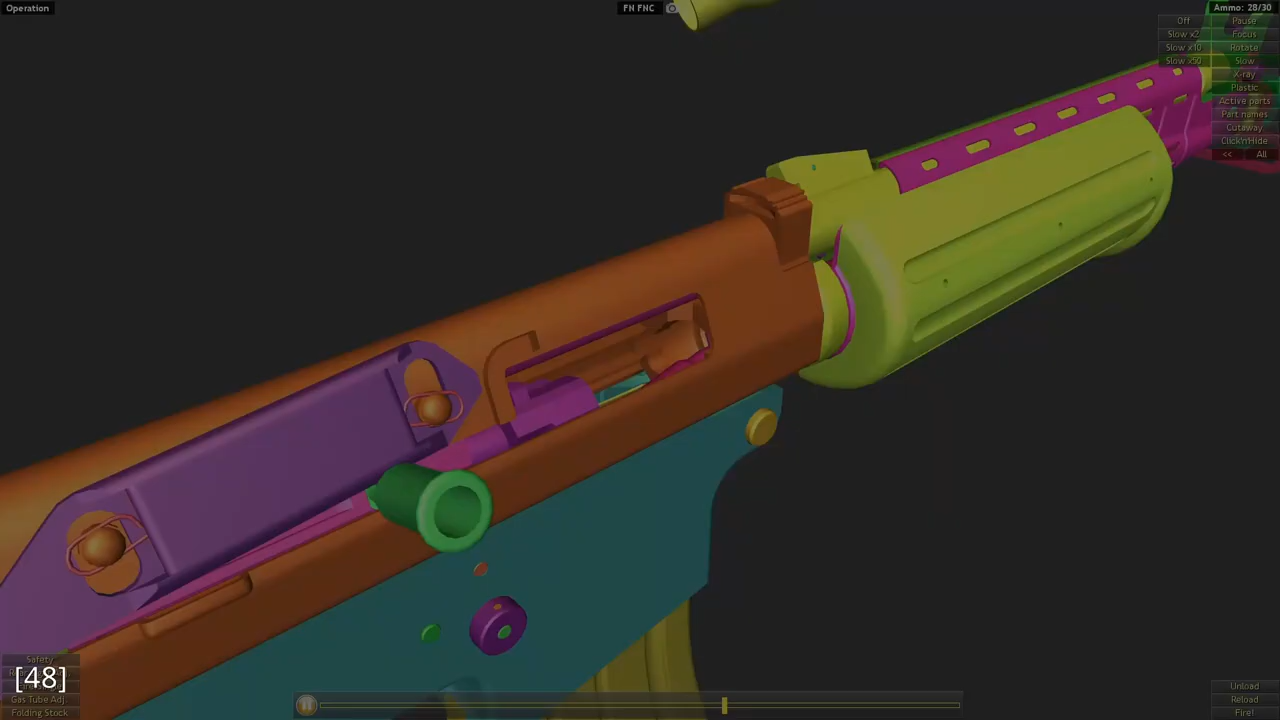 Operation
FN FNC
Ammo: 28/30
Off
Pause
Slow x2
Focus
Slow x10
Rotate
Slow x50
Slow
X-ray
Plastic
Active parts
Part names
Cutaway
Click'n'Hide
<< All
Safety
[48]
Gas Tube Adj.
Folding Stock
Unload
Reload
Fire!